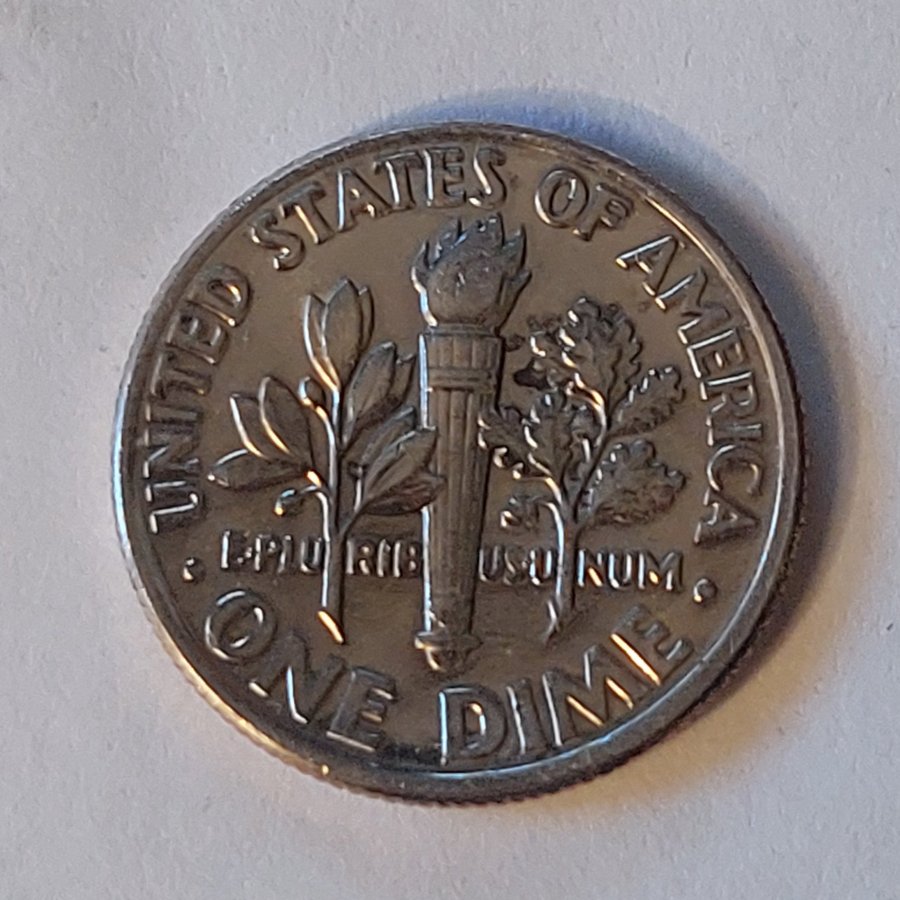 UNITED STATES OF AMERICA
· E PLURIBUS UNUM ·
ONE DIME